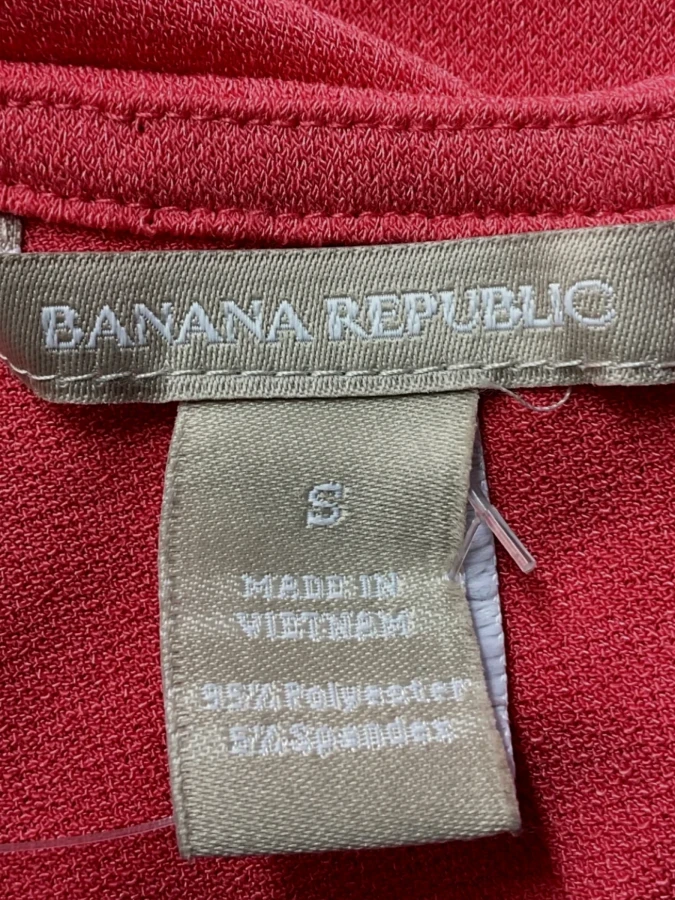 BANANA REPUBLIC
S
MADE IN
VIETNAM
95% Polyester
5% Spandex